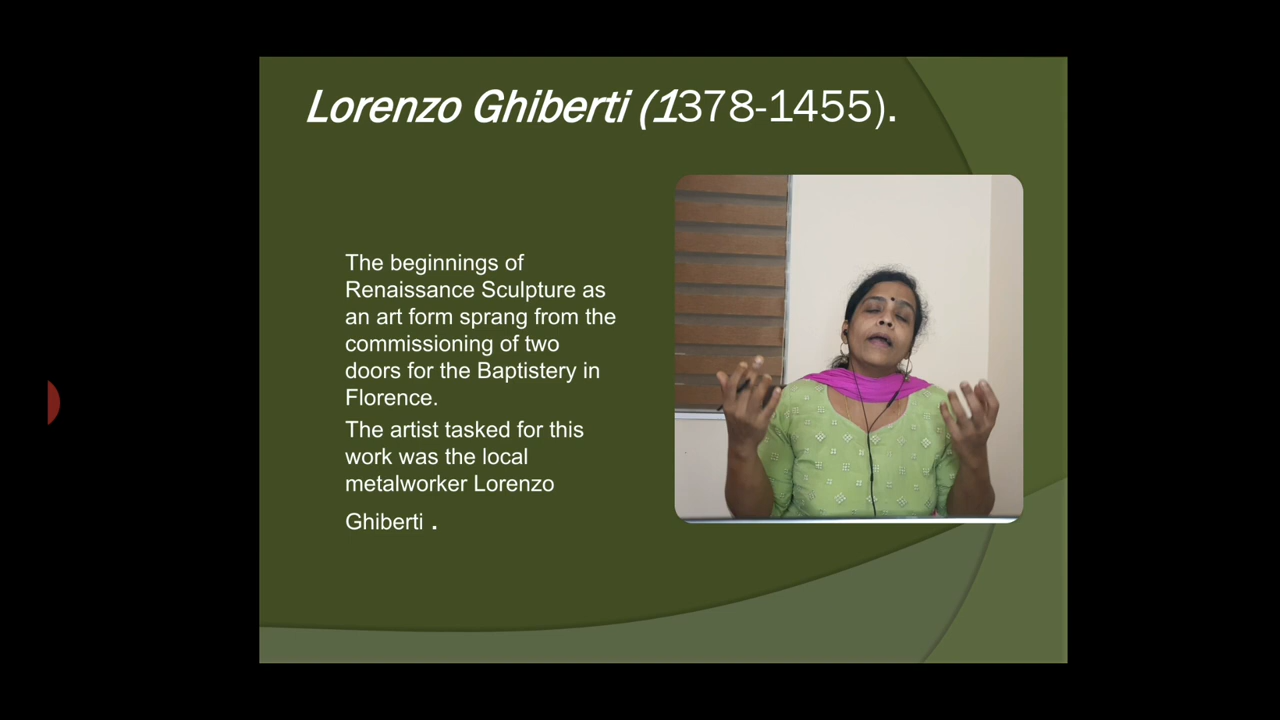 Lorenzo Ghiberti (1378-1455).
The beginnings of
Renaissance Sculpture as
an art form sprang from the
commissioning of two
doors for the Baptistery in
Florence.
The artist tasked for this
work was the local
metalworker Lorenzo
Ghiberti .